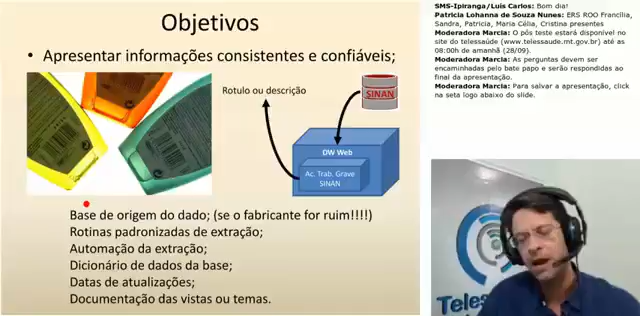 Objetivos
• Apresentar informações consistentes e confiáveis;
Rotulo ou descrição
SINAN
DW Web
Ac. Trab. Grave
SINAN
Base de origem do dado; (se o fabricante for ruim!!!!)
Rotinas padronizadas de extração;
Automação da extração;
Dicionário de dados da base;
Datas de atualizações;
Documentação das vistas ou temas.
SMS-Ipiranga/Luis Carlos: Bom dia!
Patricia Lohanna de Souza Nunes: ERS ROO Francília,
Sandra, Patricia, Maria Célia, Cristina presentes
Moderadora Marcia: O pós teste estará disponível no
site do telessaúde (www.telessaude.mt.gov.br) até as
08:00h de amanhã (28/09).
Moderadora Marcia: As perguntas devem ser
encaminhadas pelo bate papo e serão respondidas ao
final da apresentação.
Moderadora Marcia: Para salvar a apresentação, click
na seta logo abaixo do slide.